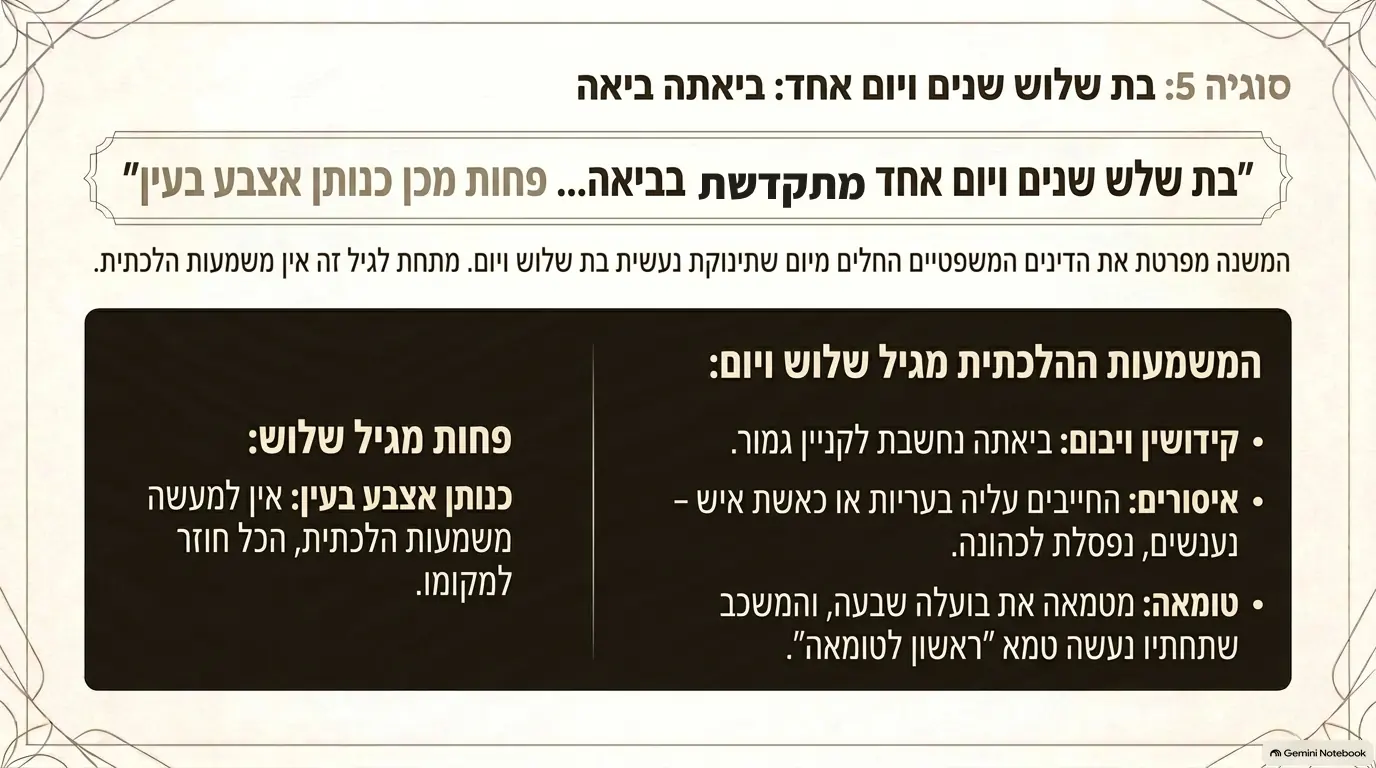 סוגיה 5: בת שלוש שנים ויום אחד: ביאתה ביאה
"בת שלש שנים ויום אחד מתקדשת בביאה... פחות מכן כנותן אצבע בעין"
המשנה מפרטת את הדינים המשפטיים החלים מיום שתינוקת נעשית בת שלוש ויום. מתחת לגיל זה אין משמעות הלכתית.
המשמעות ההלכתית מגיל שלוש ויום:
• קידושין ויבום: ביאתה נחשבת לקניין גמור.
• איסורים: החייבים עליה בעריות או כאשת איש –
נענשים, נפסלת לכהונה.
• טומאה: מטמאה את בועלה שבעה, והמשכב
שתחתיו נעשה טמא "ראשון לטומאה".
פחות מגיל שלוש:
כנותן אצבע בעין: אין למעשה
משמעות הלכתית, הכל חוזר
למקומו.
Gemini Notebook